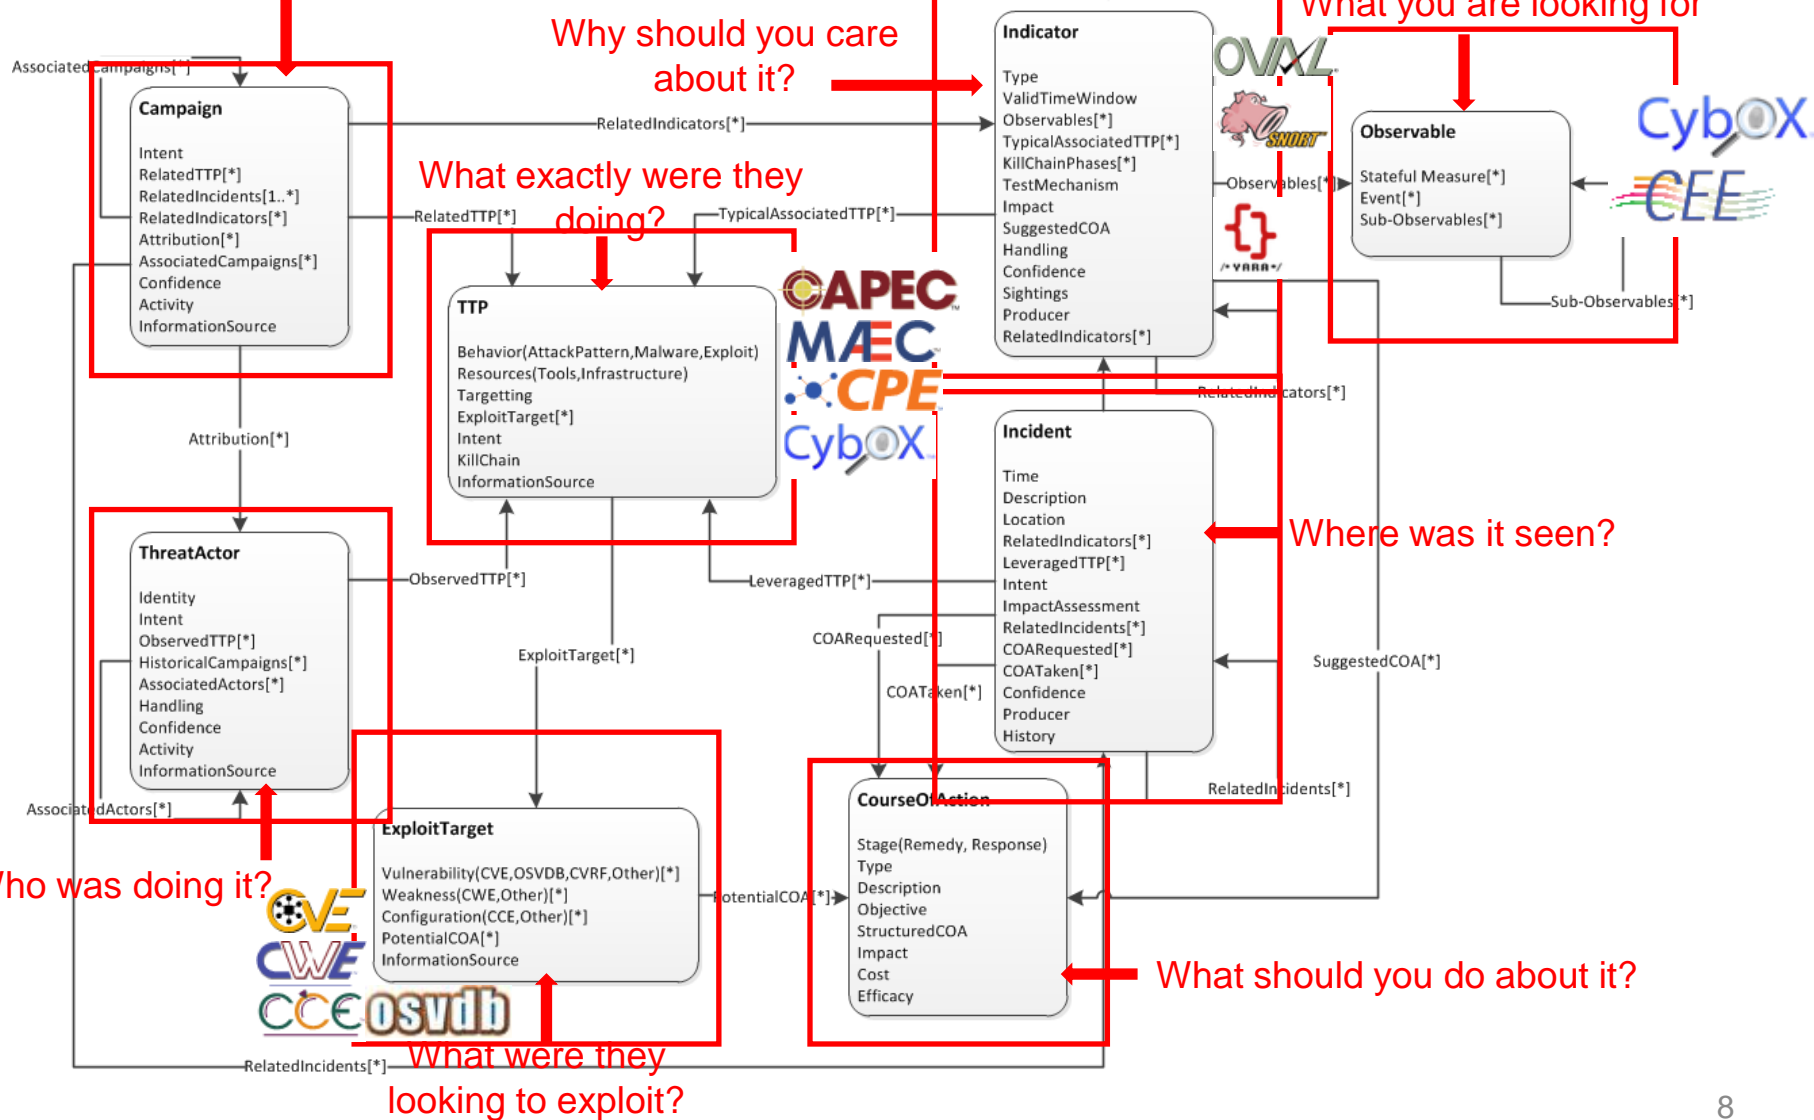 What you are looking for
Why should you care
about it?
AssociatedCampaigns[*]
Campaign
Intent
RelatedTTP[*]
RelatedIncidents[1..*]
RelatedIndicators[*]
Attribution[*]
AssociatedCampaigns[*]
Confidence
Activity
InformationSource
RelatedIndicators[*]
Indicator
Type
ValidTimeWindow
Observables[*]
TypicalAssociatedTTP[*]
KillChainPhases[*]
TestMechanism
Impact
SuggestedCOA
Handling
Confidence
Sightings
Producer
RelatedIndicators[*]
OVAL
SNORT
/* YARA */
Observables[*]
Observable
Stateful Measure[*]
Event[*]
Sub-Observables[*]
CybOX
CEE
Sub-Observables[*]
What exactly were they
doing?
RelatedTTP[*]
TypicalAssociatedTTP[*]
TTP
Behavior(AttackPattern,Malware,Exploit)
Resources(Tools,Infrastructure)
Targetting
ExploitTarget[*]
Intent
KillChain
InformationSource
CAPEC
MAEC
CPE
CybOX
RelatedIndicators[*]
Attribution[*]
Incident
Time
Description
Location
RelatedIndicators[*]
LeveragedTTP[*]
Intent
ImpactAssessment
RelatedIncidents[*]
COARequested[*]
COATaken[*]
Confidence
Producer
History
Where was it seen?
ThreatActor
Identity
Intent
ObservedTTP[*]
HistoricalCampaigns[*]
AssociatedActors[*]
Handling
Confidence
Activity
InformationSource
ObservedTTP[*]
LeveragedTTP[*]
COARequested[*]
ExploitTarget[*]
SuggestedCOA[*]
COATaken[*]
RelatedIncidents[*]
AssociatedActors[*]
Who was doing it?
ExploitTarget
Vulnerability(CVE,OSVDB,CVRF,Other)[*]
Weakness(CWE,Other)[*]
Configuration(CCE,Other)[*]
PotentialCOA[*]
InformationSource
CVE
CWE
CCE
osvdb
PotentialCOA[*]
CourseOfAction
Stage(Remedy, Response)
Type
Description
Objective
StructuredCOA
Impact
Cost
Efficacy
What should you do about it?
RelatedIncidents[*]
What were they
looking to exploit?
8